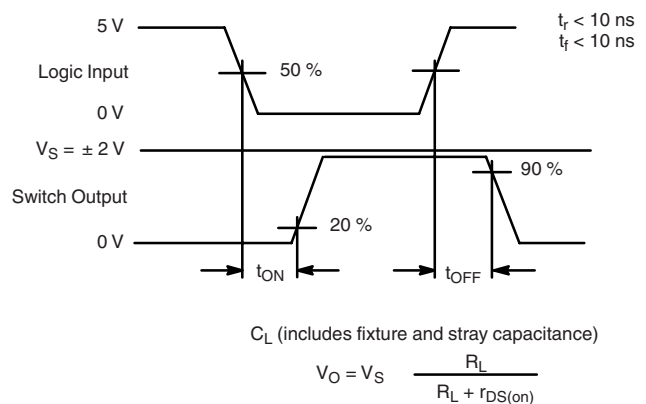 5 V
t_r < 10 ns
t_f < 10 ns
Logic Input
50 %
0 V
V_S = ± 2 V
90 %
Switch Output
20 %
0 V
t_ON
t_OFF
C_L (includes fixture and stray capacitance)
V_O = V_S R_L
R_L + r_DS(on)